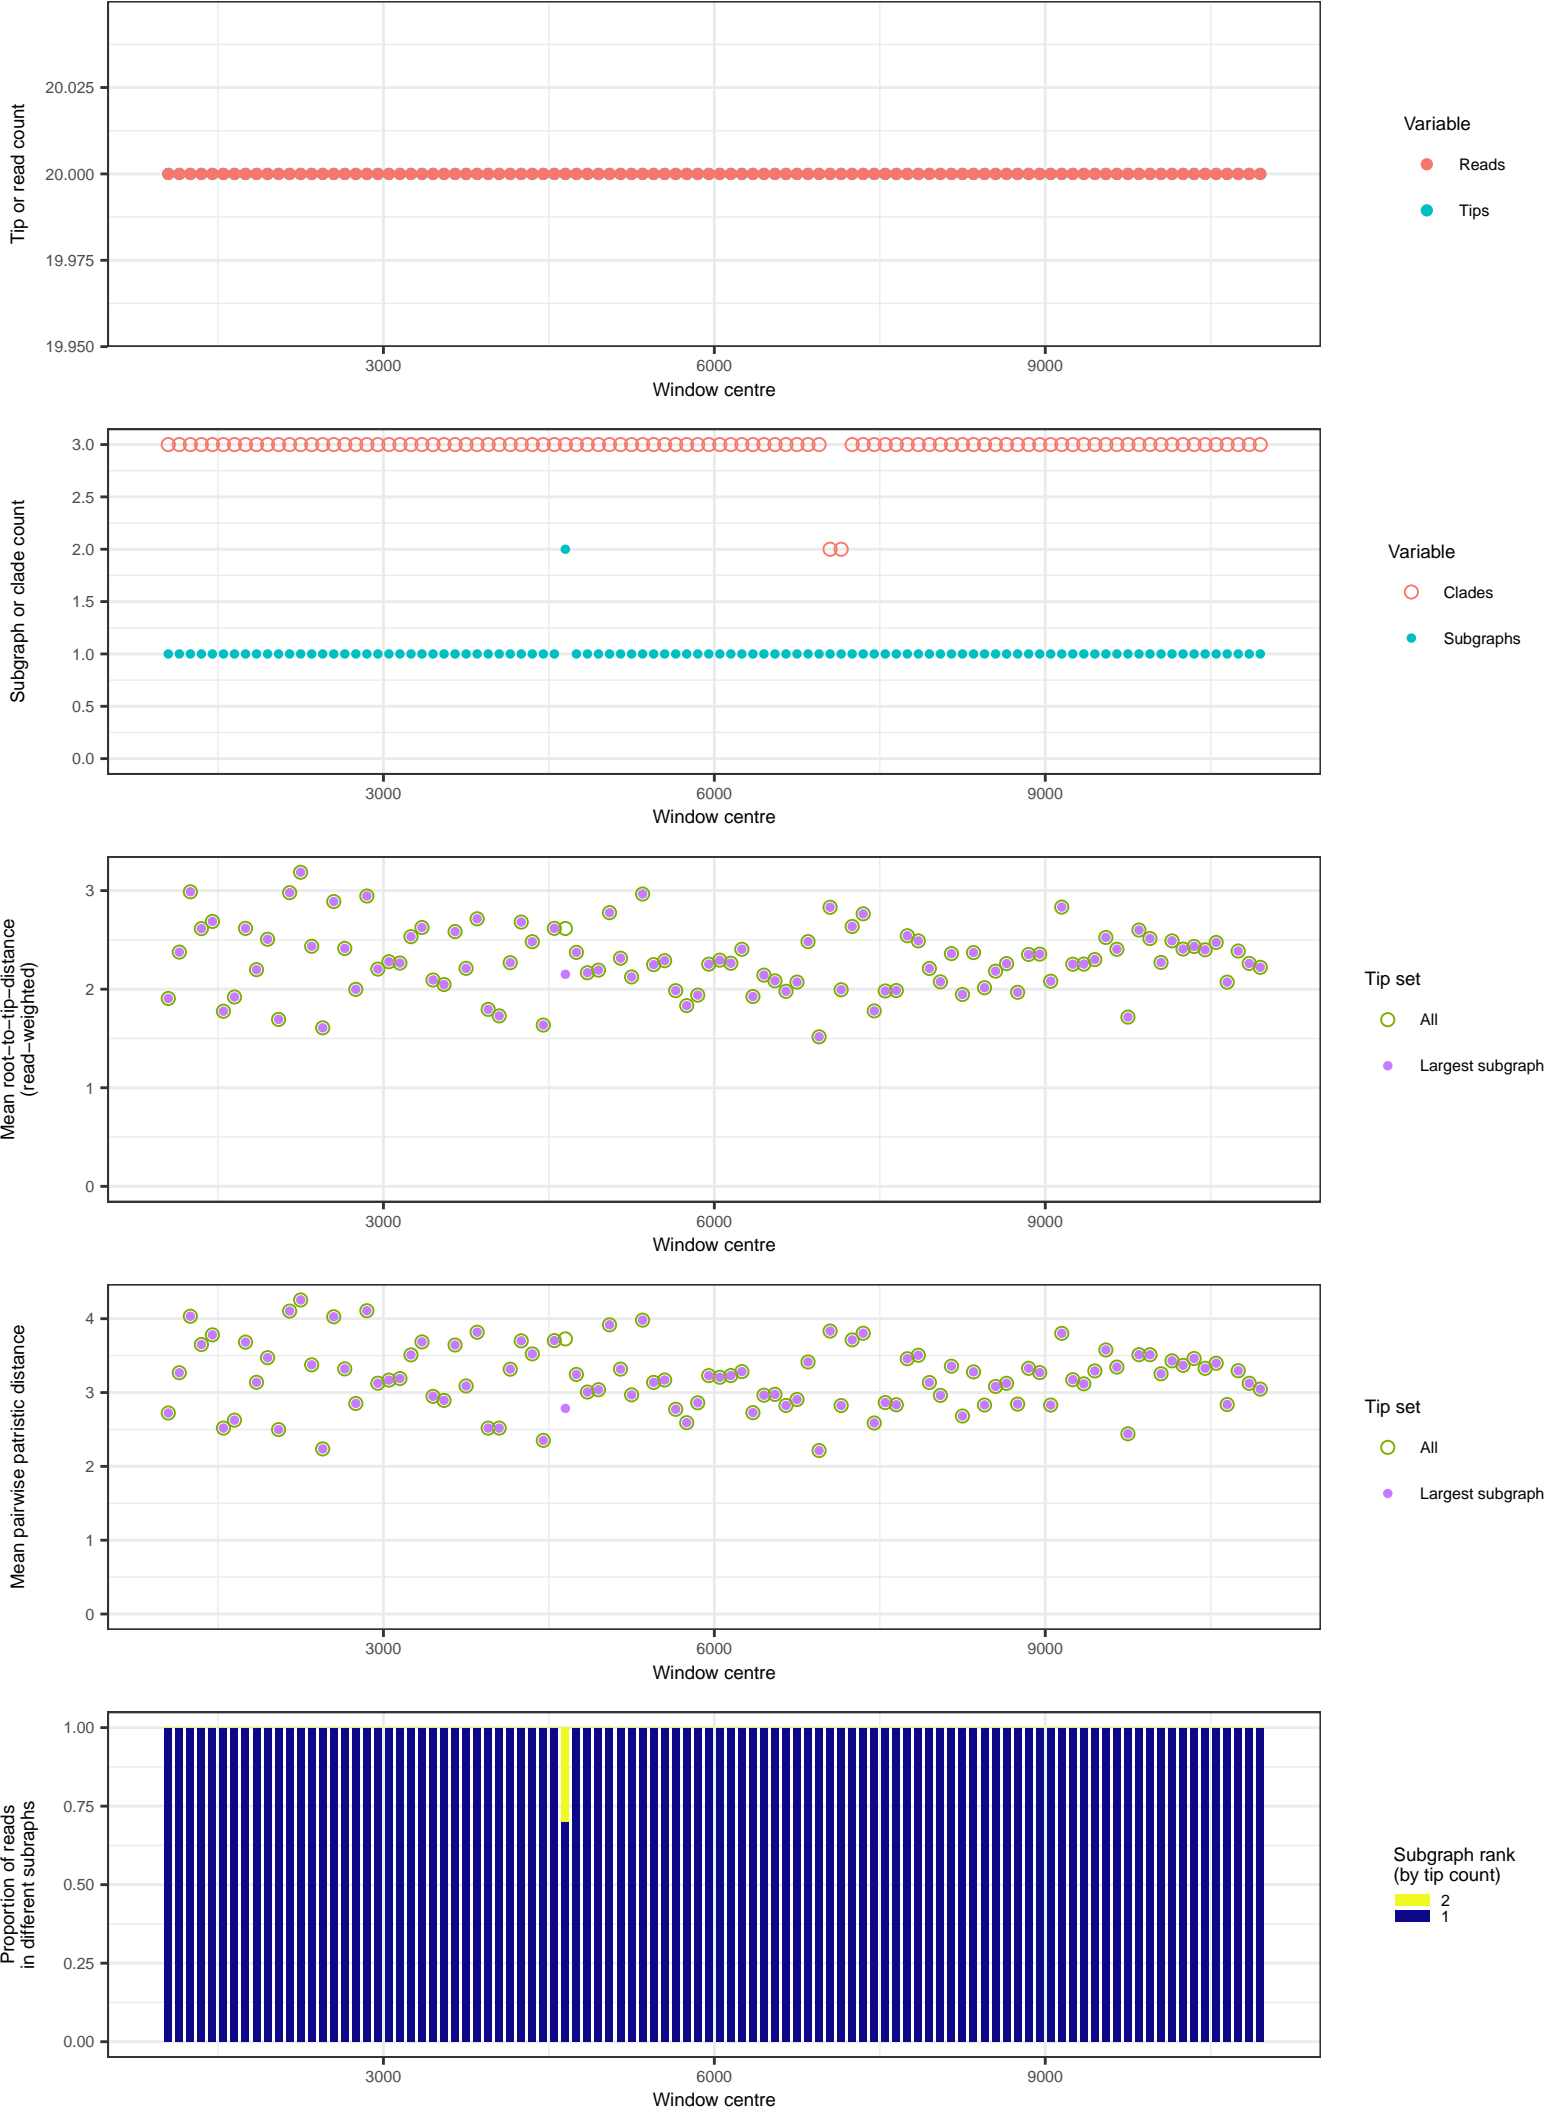 20.025
20.000
19.975
19.950
Tip or read count
3000 6000 9000
Window centre
Variable
Reads
Tips
3.0
2.5
2.0
1.5
1.0
0.5
0.0
Subgraph or clade count
3000 6000 9000
Window centre
Variable
Clades
Subgraphs
3
2
1
0
Mean root−to−tip−distance
(read−weighted)
3000 6000 9000
Window centre
Tip set
All
Largest subgraph
4
3
2
1
0
Mean pairwise patristic distance
3000 6000 9000
Window centre
Tip set
All
Largest subgraph
1.00
0.75
0.50
0.25
0.00
Proportion of reads
in different subraphs
3000 6000 9000
Window centre
Subgraph rank
(by tip count)
2
1